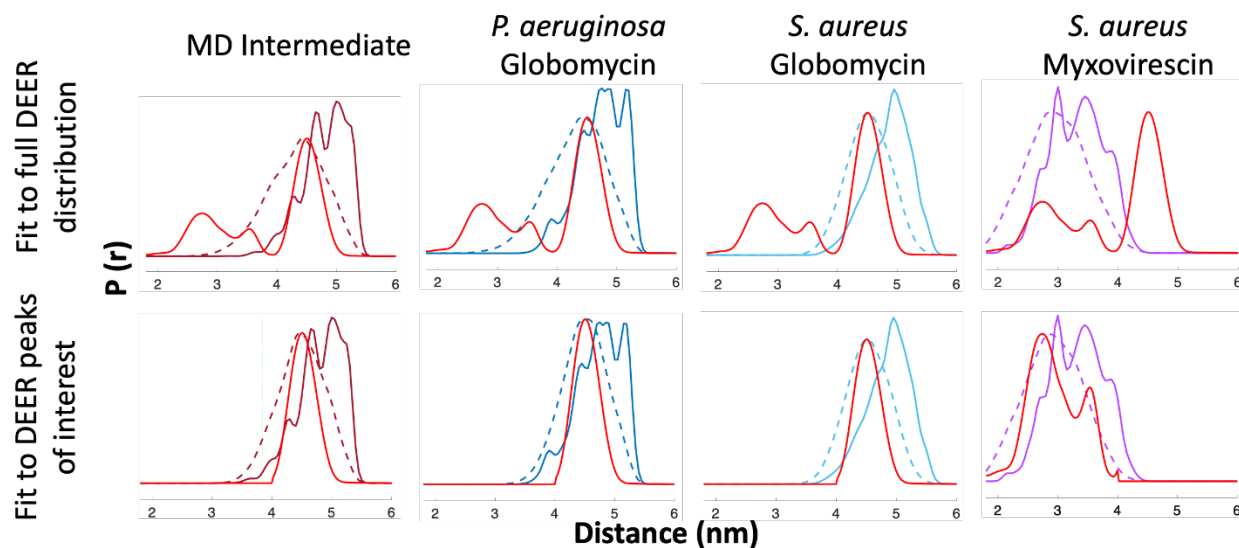 MD Intermediate
P. aeruginosa
Globomycin
S. aureus
Globomycin
S. aureus
Myxovirescin
Fit to full DEER
distribution
2 3 4 5 6
2 3 4 5 6
2 3 4 5 6
2 3 4 5 6
P (r)
Fit to DEER peaks
of interest
2 3 4 5 6
2 3 4 5 6
2 3 4 5 6
2 3 4 5 6
Distance (nm)